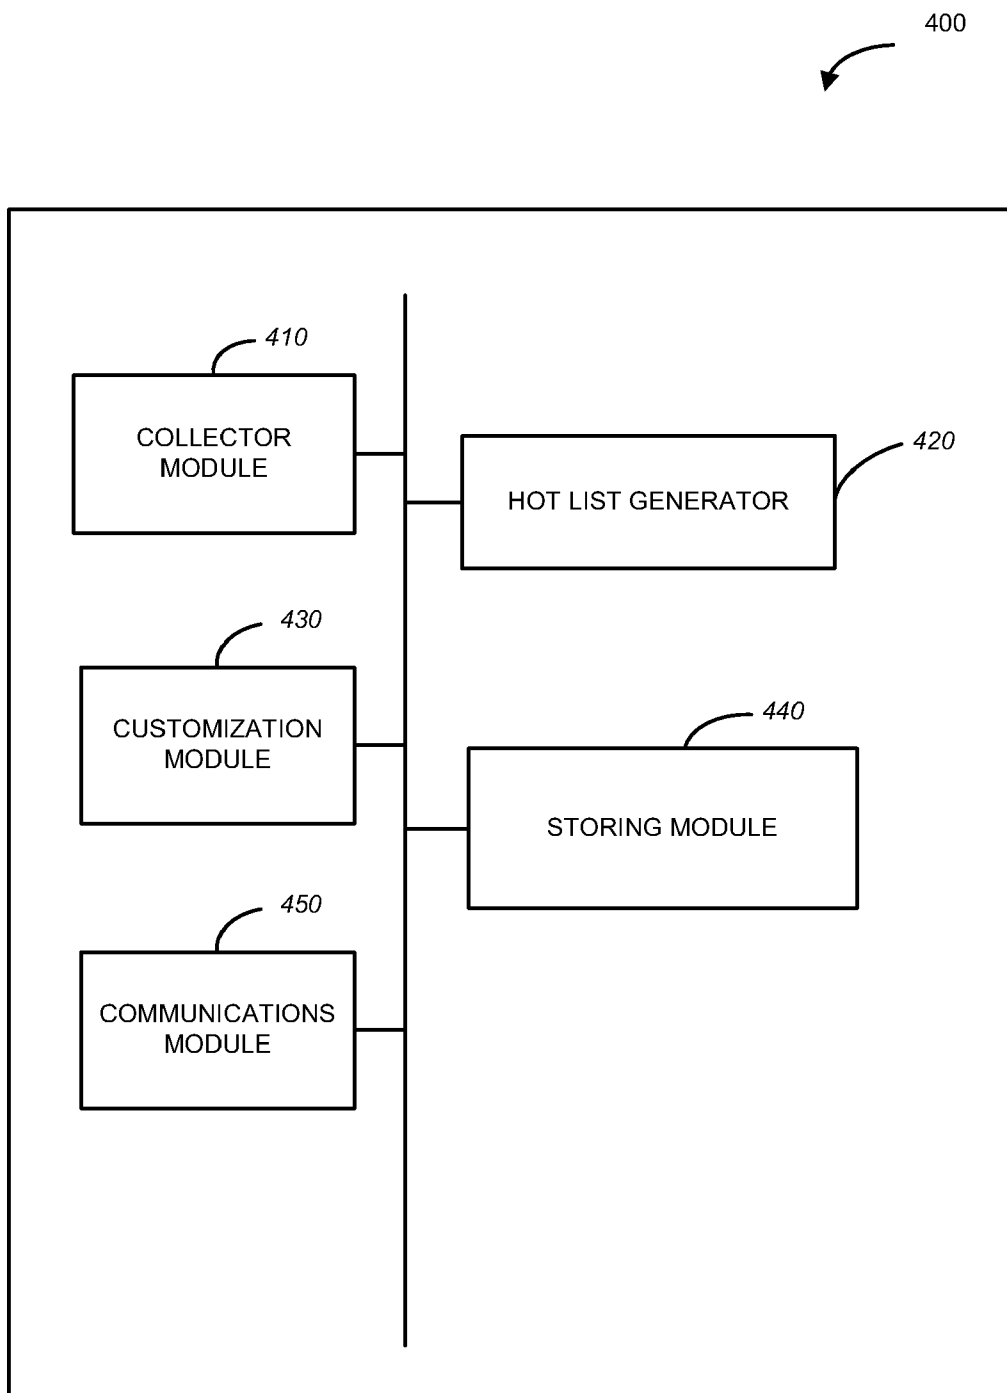 400
410
COLLECTOR
MODULE
420
HOT LIST GENERATOR
430
CUSTOMIZATION
MODULE
440
STORING MODULE
450
COMMUNICATIONS
MODULE